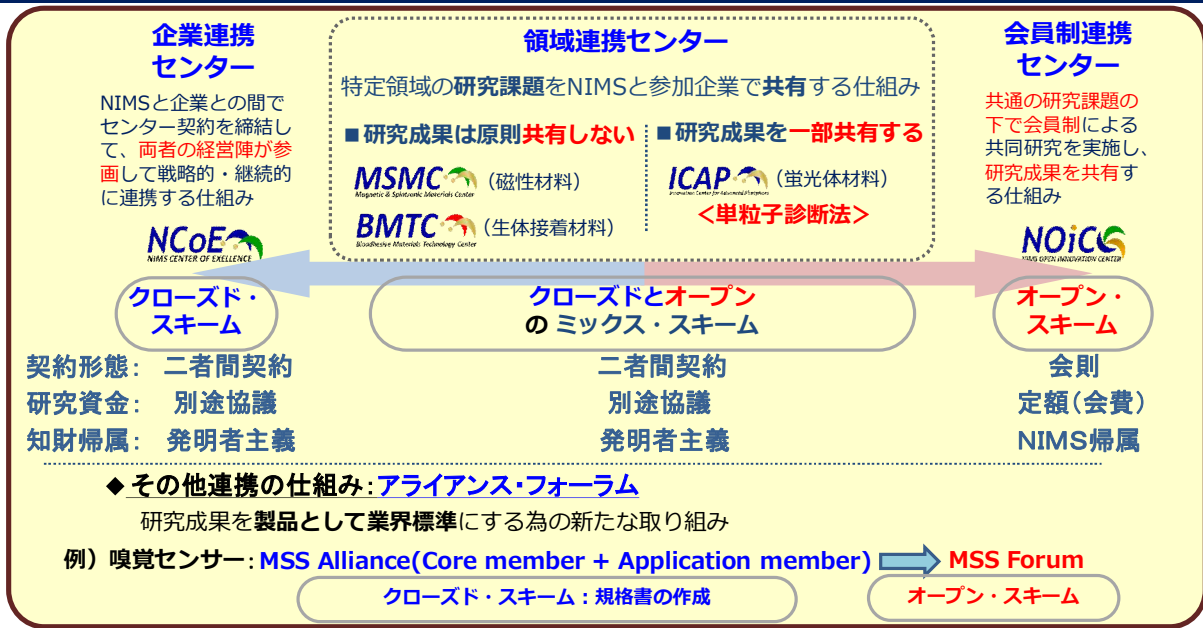 企業連携
センター
NIMSと企業との間で
センター契約を締結し
て、両者の経営陣が参
画して戦略的・継続的
に連携する仕組み
NCoE
NIMS CENTER OF EXCELLENCE
領域連携センター
特定領域の研究課題をNIMSと参加企業で共有する仕組み
■研究成果は原則共有しない
MSMC（磁性材料）
Magnetic & Spintronic Materials Center
BMTC（生体接着材料）
Bioadhesive Materials Technology Center
■研究成果を一部共有する
ICAP（蛍光体材料）
Innovation Center for Advanced Phosphors
＜単粒子診断法＞
会員制連携
センター
共通の研究課題の
下で会員制による
共同研究を実施し、
研究成果を共有す
る仕組み
NOiC
NIMS OPEN INNOVATION CENTER
クローズド・
スキーム
クローズドとオープン
の ミックス・スキーム
オープン・
スキーム
契約形態： 二者間契約 二者間契約 会則
研究資金： 別途協議 別途協議 定額（会費）
知財帰属： 発明者主義 発明者主義 NIMS帰属
◆ その他連携の仕組み：アライアンス・フォーラム
研究成果を製品として業界標準にする為の新たな取り組み
例）嗅覚センサー：MSS Alliance(Core member + Application member) MSS Forum
クローズド・スキーム：規格書の作成 オープン・スキーム